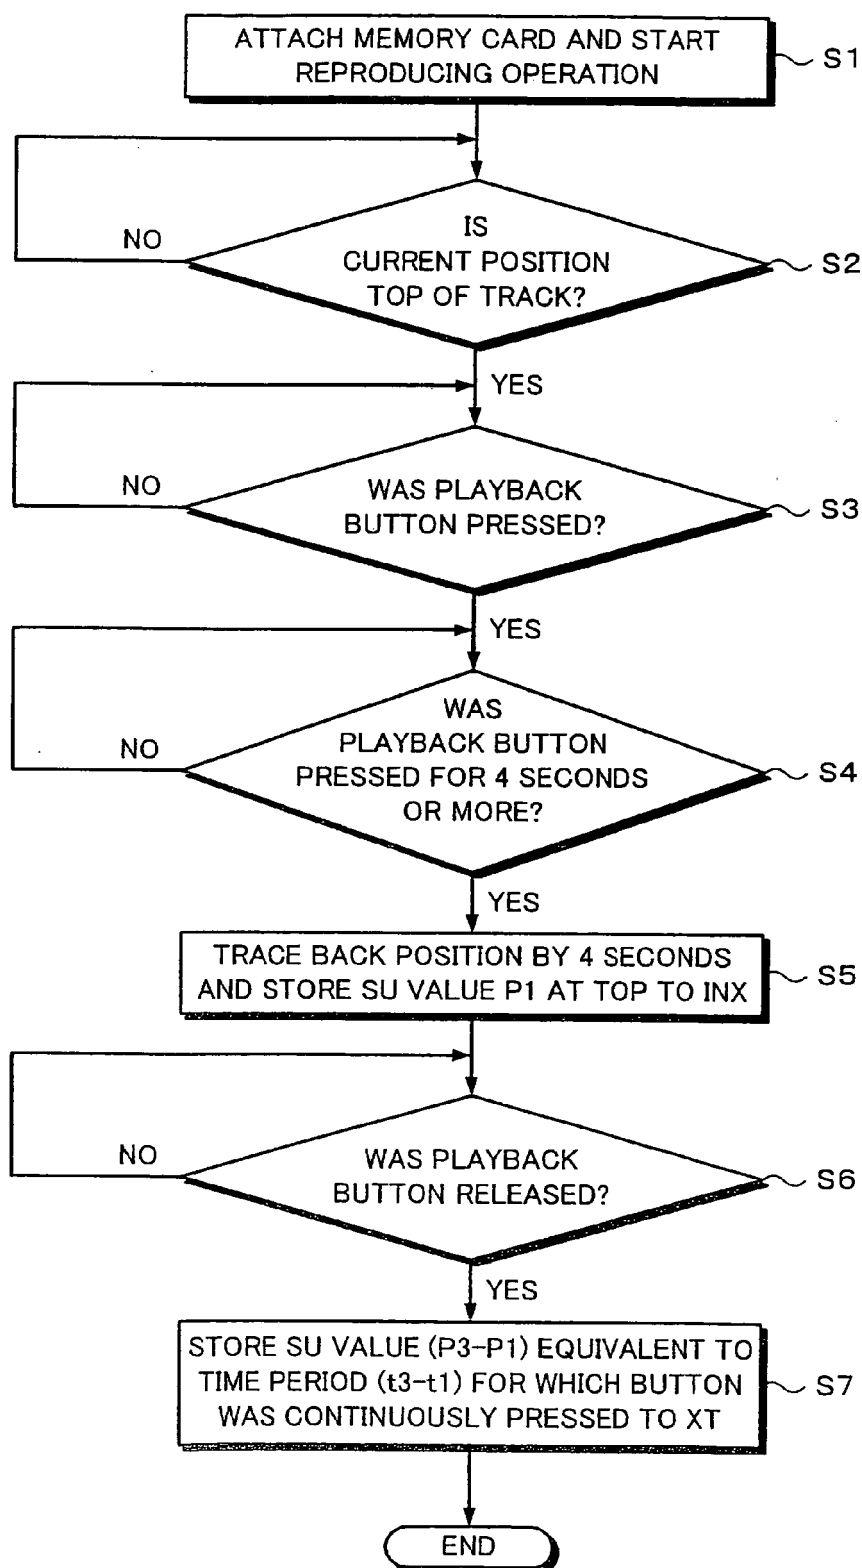 ATTACH MEMORY CARD AND START
REPRODUCING OPERATION
S1
IS
CURRENT POSITION
TOP OF TRACK?
S2
NO
YES
WAS PLAYBACK
BUTTON PRESSED?
S3
NO
YES
WAS
PLAYBACK BUTTON
PRESSED FOR 4 SECONDS
OR MORE?
S4
NO
YES
TRACE BACK POSITION BY 4 SECONDS
AND STORE SU VALUE P1 AT TOP TO INX
S5
WAS PLAYBACK
BUTTON RELEASED?
S6
NO
YES
STORE SU VALUE (P3-P1) EQUIVALENT TO
TIME PERIOD (t3-t1) FOR WHICH BUTTON
WAS CONTINUOUSLY PRESSED TO XT
S7
END